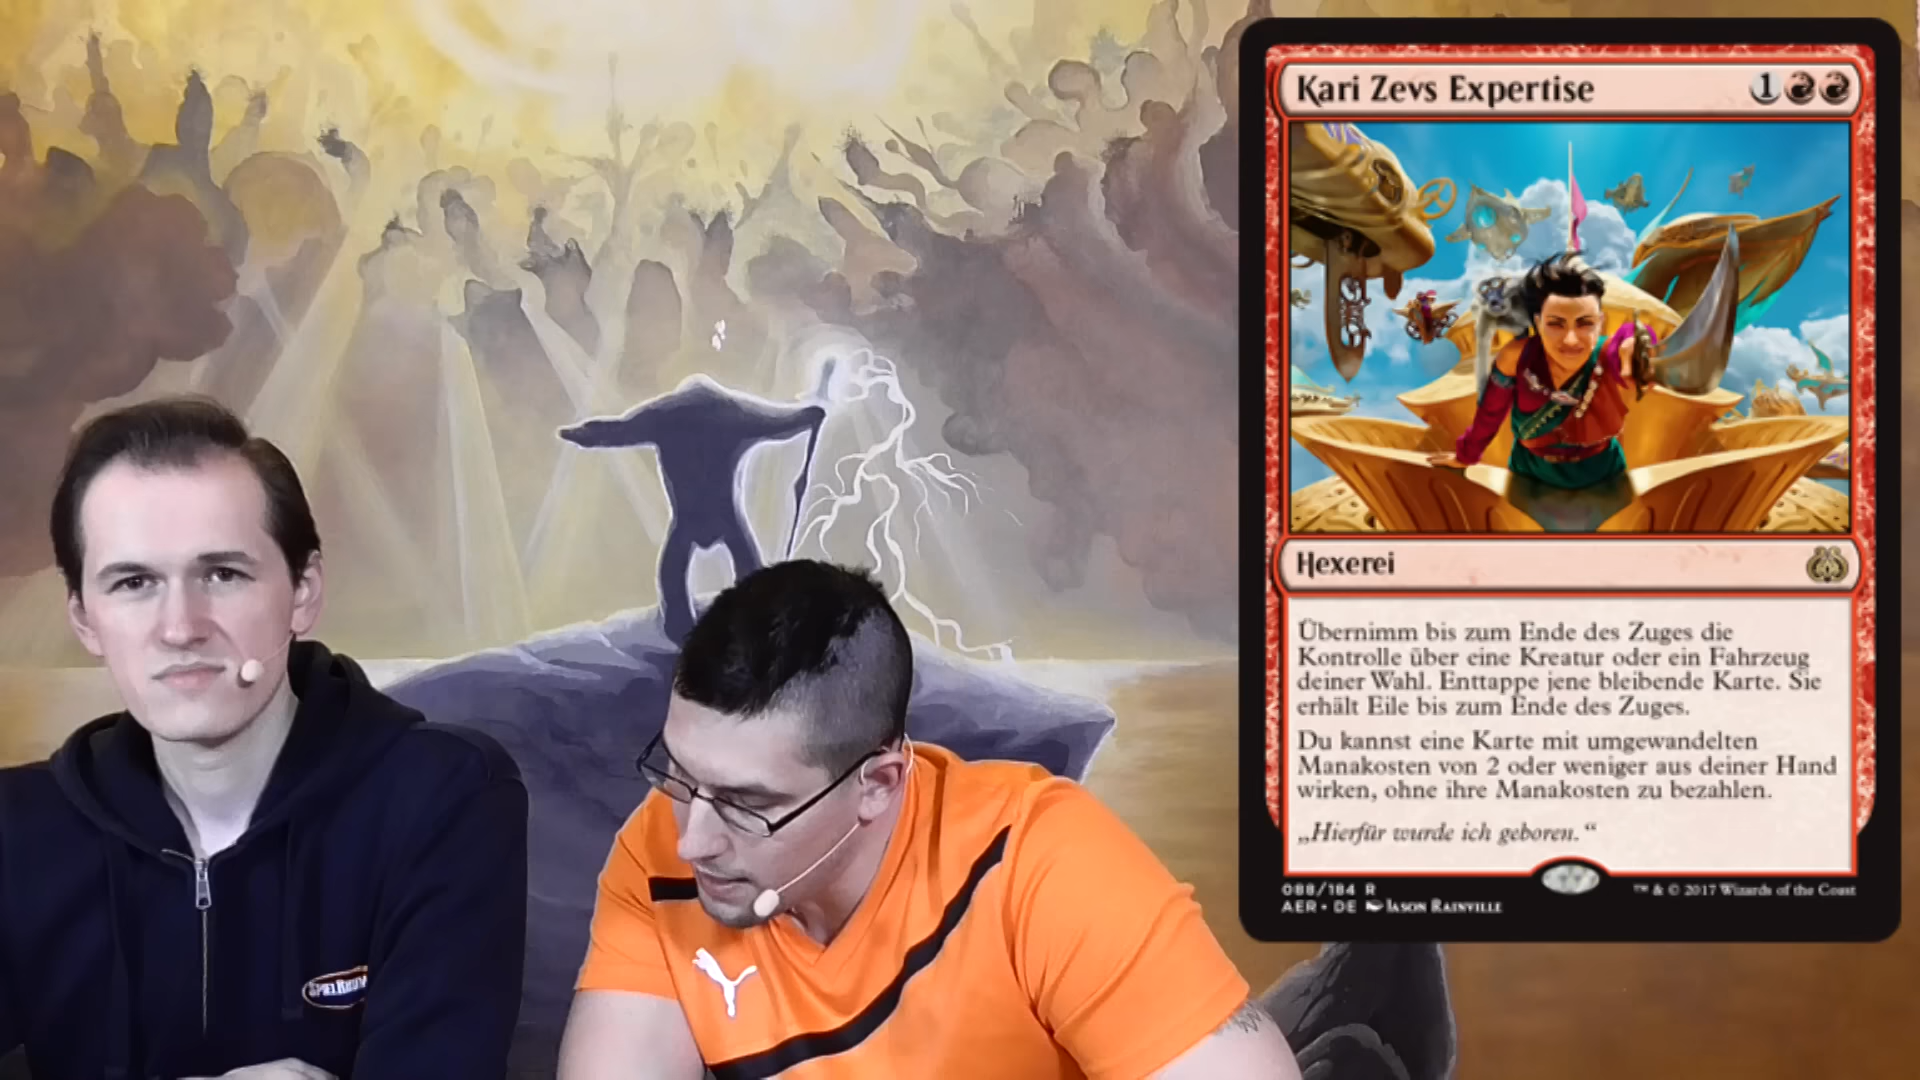 Kari Zevs Expertise
1
Hexerei
Übernimm bis zum Ende des Zuges die
Kontrolle über eine Kreatur oder ein Fahrzeug
deiner Wahl. Enttappe jene bleibende Karte. Sie
erhält Eile bis zum Ende des Zuges.
Du kannst eine Karte mit umgewandelten
Manakosten von 2 oder weniger aus deiner Hand
wirken, ohne ihre Manakosten zu bezahlen.
„Hierfür wurde ich geboren.“
088/184 R
AER • DE Jason Rainville
™ & © 2017 Wizards of the Coast